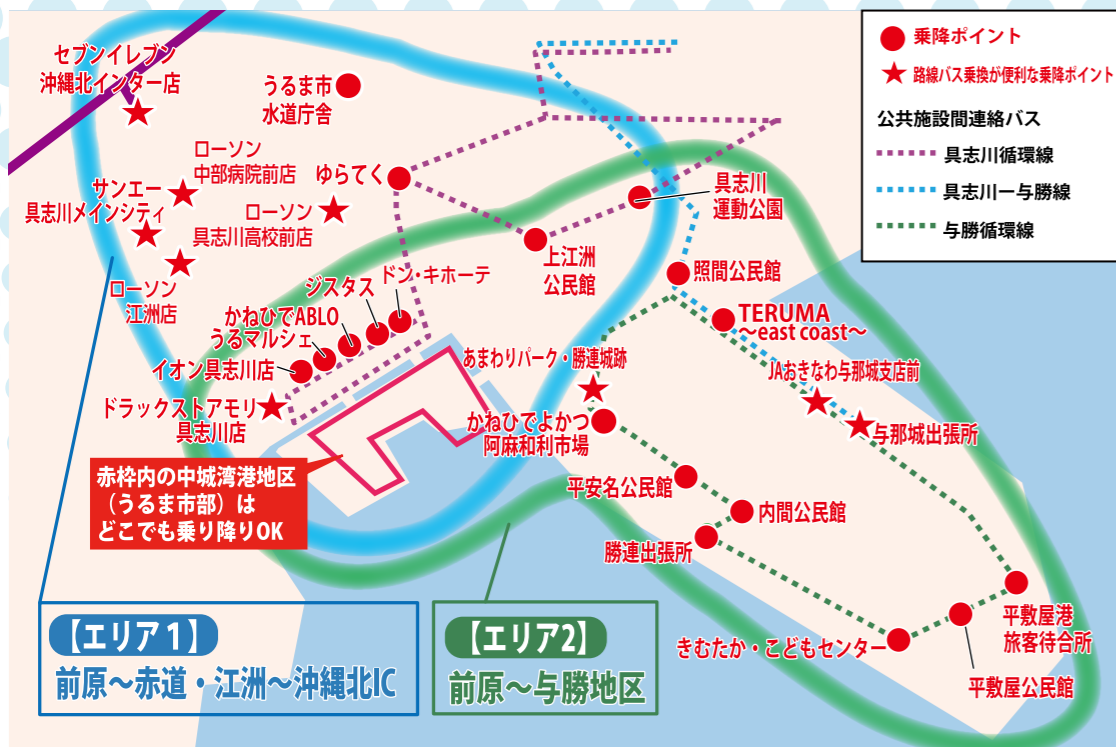 セブンイレブン
沖縄北インター店
うるま市
水道庁舎
ローソン
中部病院前店
サンエー
具志川メインシティ
ゆらてく
ローソン
具志川高校前店
ローソン
江洲店
具志川
運動公園
上江洲
公民館
照間公民館
ドン・キホーテ
ジスタス
かねひでABLO
うるマルシェ
イオン具志川店
ドラックストアモリ
具志川店
TERUMA
～east coast～
あまわりパーク・勝連城跡
JAおきなわ与那城支店前
かねひでよかつ
阿麻和利市場
与那城出張所
平安名公民館
内間公民館
勝連出張所
きむたか・こどもセンター
平敷屋港
旅客待合所
平敷屋公民館
赤枠内の中城湾港地区
（うるま市部）は
どこでも乗り降りOK
【エリア1】
前原～赤道・江洲～沖縄北IC
【エリア2】
前原～与勝地区
乗降ポイント
路線バス乗換が便利な乗降ポイント
公共施設間連絡バス
具志川循環線
具志川ー与勝線
与勝循環線